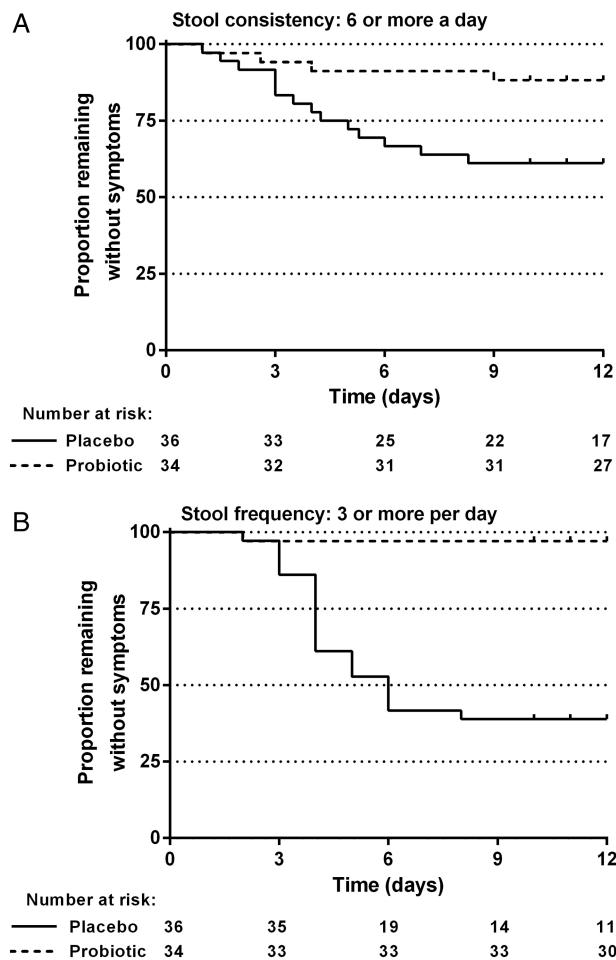 A
Stool consistency: 6 or more a day
Proportion remaining
without symptoms
100
75
50
25
0
0 3 6 9 12
Time (days)
Number at risk:
Placebo 36 33 25 22 17
Probiotic 34 32 31 31 27
B
Stool frequency: 3 or more per day
Proportion remaining
without symptoms
100
75
50
25
0
0 3 6 9 12
Time (days)
Number at risk:
Placebo 36 35 19 14 11
Probiotic 34 33 33 33 30